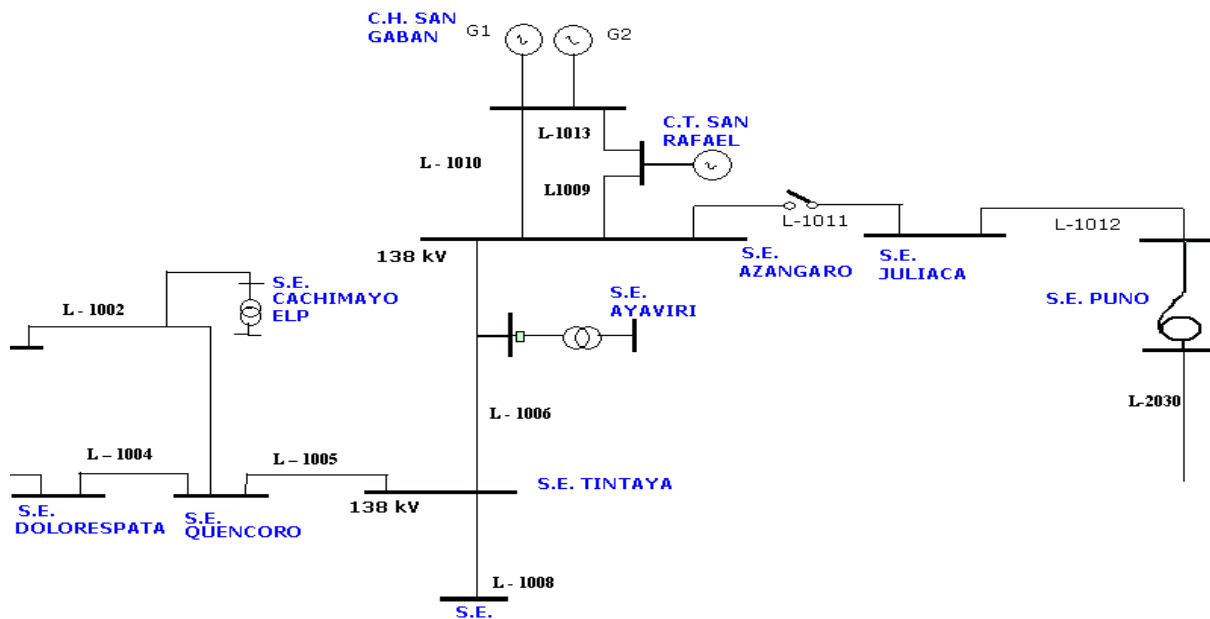 C.H. SAN
GABAN
G1
G2
L-1013
C.T. SAN
RAFAEL
L - 1010
L1009
L-1011
L-1012
138 kV
S.E.
AZANGARO
S.E.
JULIACA
S.E. PUNO
S.E.
CACHIMAYO
ELP
S.E.
AYAVIRI
L - 1002
L-2030
L - 1006
L - 1004
L - 1005
S.E. TINTAYA
138 kV
S.E.
DOLORESPATA
S.E.
QUENCORO
L - 1008
S.E.